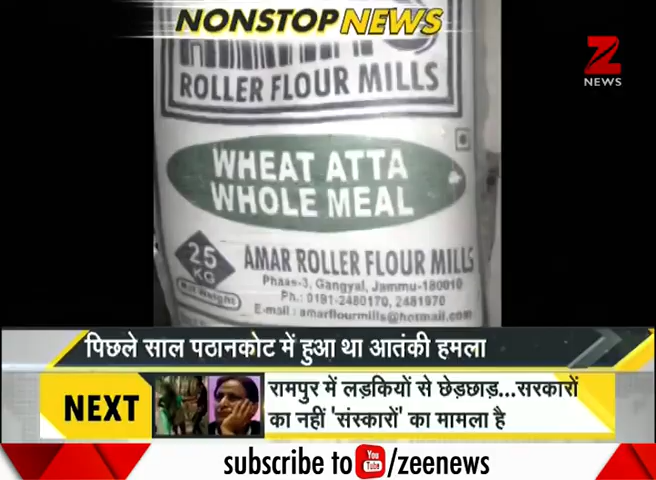 NONSTOP NEWS
Z
NEWS
ROLLER FLOUR MILLS
WHEAT ATTA
WHOLE MEAL
25
KG
Net Weight
AMAR ROLLER FLOUR MILLS
Phase-3, Gangyal, Jammu-180010
Ph.: 0191-2480170, 2481970
E-mail : amarflourmills@hotmail.com
पिछले साल पठानकोट में हुआ था आतंकी हमला
NEXT
रामपुर में लड़कियों से छेड़छाड़...सरकारों
का नहीं 'संस्कारों' का मामला है
subscribe to You Tube /zeenews